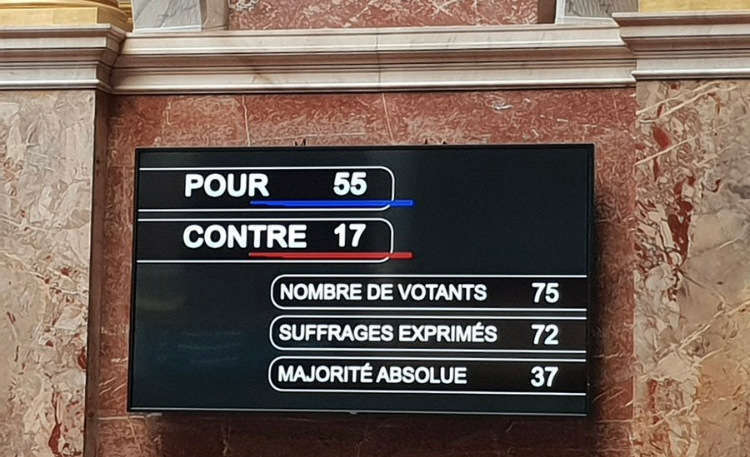 POUR 55
CONTRE 17
NOMBRE DE VOTANTS 75
SUFFRAGES EXPRIMÉS 72
MAJORITÉ ABSOLUE 37